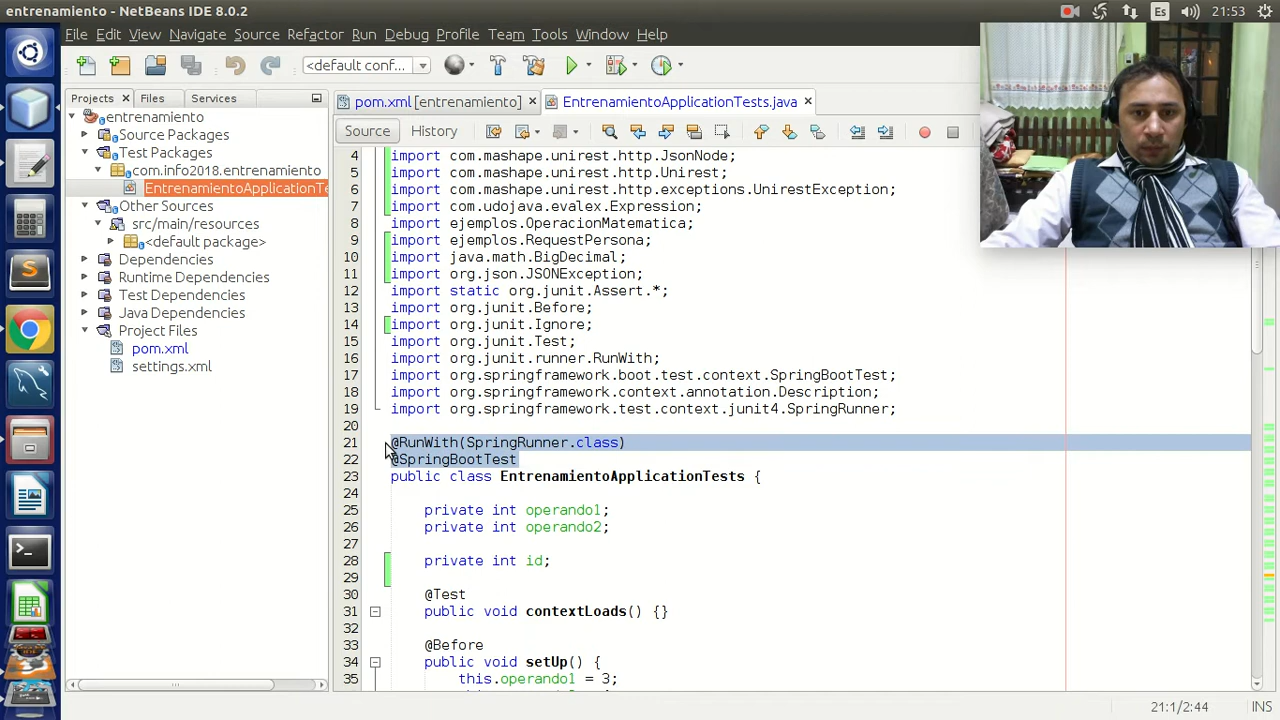 entrenamiento - NetBeans IDE 8.0.2
Es
21:53
File Edit View Navigate Source Refactor Run Debug Profile Team Tools Window Help
<default conf...
Projects Files Services
pom.xml [entrenamiento] EntrenamientoApplicationTests.java
Source History
entrenamiento
Source Packages
Test Packages
com.info2018.entrenamiento
EntrenamientoApplicationTe
Other Sources
src/main/resources
<default package>
Dependencies
Runtime Dependencies
Test Dependencies
Java Dependencies
Project Files
pom.xml
settings.xml
4 import com.mashape.unirest.http.JsonNode;
5 import com.mashape.unirest.http.Unirest;
6 import com.mashape.unirest.http.exceptions.UnirestException;
7 import com.udojava.evalex.Expression;
8 import ejemplos.OperacionMatematica;
9 import ejemplos.RequestPersona;
10 import java.math.BigDecimal;
11 import org.json.JSONException;
12 import static org.junit.Assert.*;
13 import org.junit.Before;
14 import org.junit.Ignore;
15 import org.junit.Test;
16 import org.junit.runner.RunWith;
17 import org.springframework.boot.test.context.SpringBootTest;
18 import org.springframework.context.annotation.Description;
19 import org.springframework.test.context.junit4.SpringRunner;
20
21 @RunWith(SpringRunner.class)
22 @SpringBootTest
23 public class EntrenamientoApplicationTests {
24
25 private int operando1;
26 private int operando2;
27
28 private int id;
29
30 @Test
31 public void contextLoads() {}
32
33 @Before
34 public void setUp() {
35 this.operando1 = 3;
21:1/2:44 INS